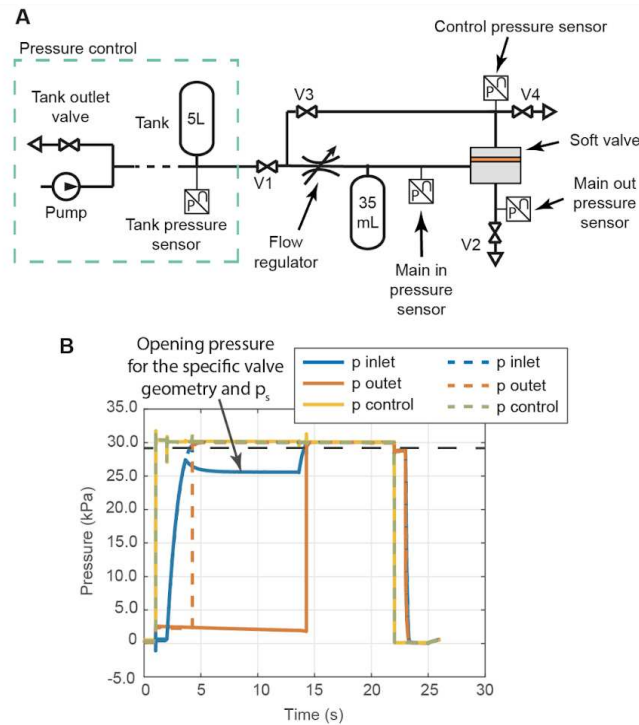 A
Pressure control
Control pressure sensor
Tank outlet valve
Tank
5L
P
V3
V4
Soft valve
Pump
P
Tank pressure sensor
V1
Flow regulator
35 mL
P
Main in pressure sensor
P
Main out pressure sensor
V2
B
Opening pressure
for the specific valve
geometry and pₛ
p inlet
p outet
p control
p inlet
p outet
p control
35.0
30.0
25.0
20.0
15.0
10.0
5.0
0
-5.0
Pressure (kPa)
0
5
10
15
20
25
30
Time (s)